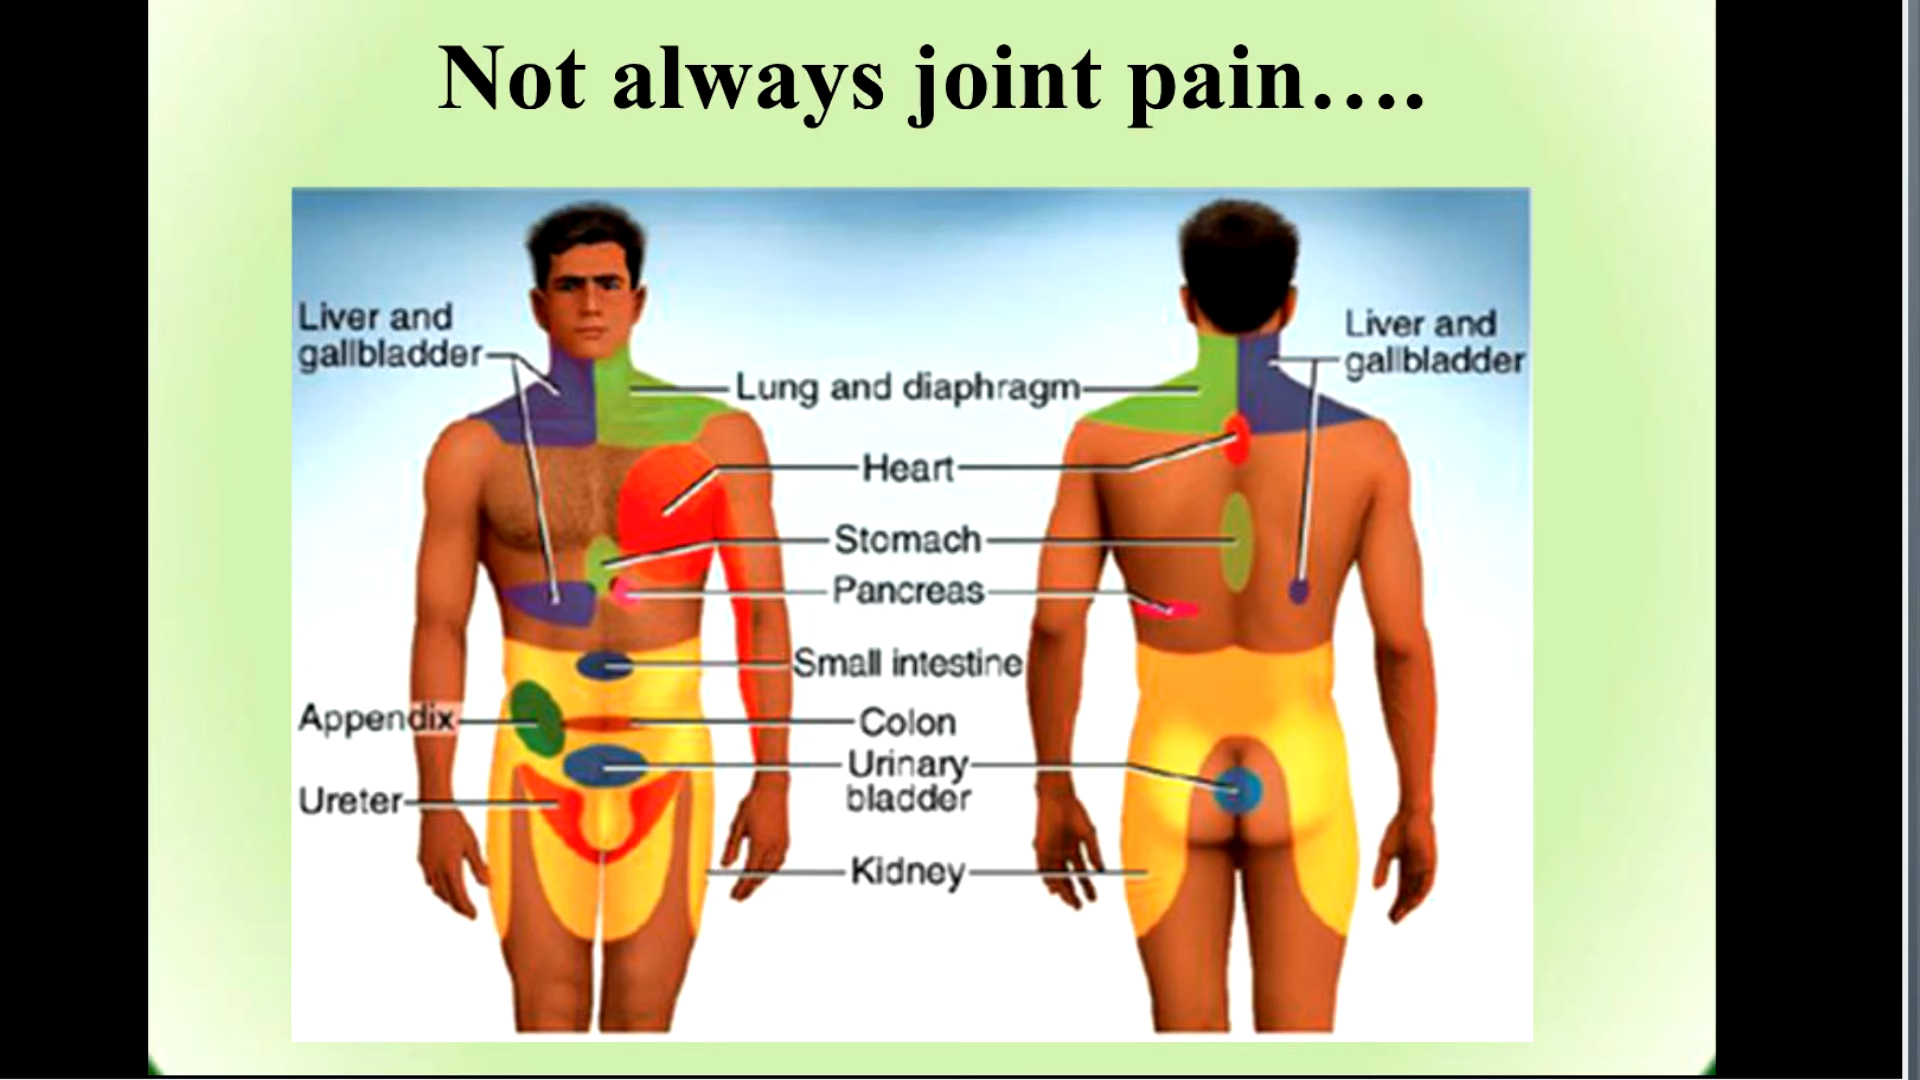 Not always joint pain….
Liver and
gallbladder
Liver and
gallbladder
Lung and diaphragm
Heart
Stomach
Pancreas
Small intestine
Appendix
Colon
Urinary
bladder
Ureter
Kidney